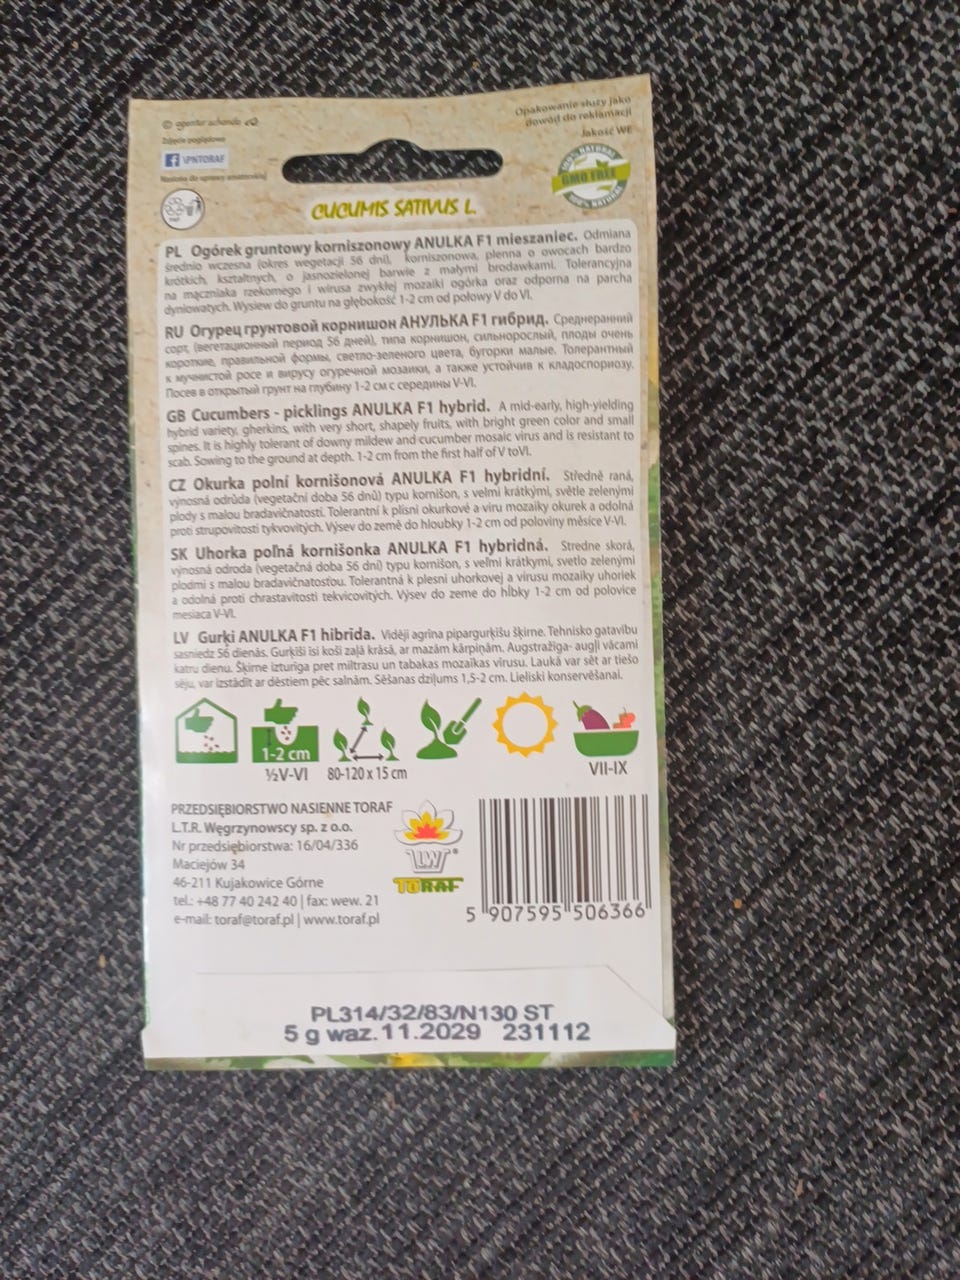 © agentur schanda
Zdjęcie poglądowe
f \PNTORAF
Nasiona do uprawy amatorskiej
Opakowanie służy jako
dowód do reklamacji
Jakość WE
100% NATURAL
GMO FREE
100% NATURAL
CUCUMIS SATIVUS L.
PL Ogórek gruntowy korniszonowy ANULKA F1 mieszaniec. Odmiana
średnio wczesna (okres wegetacji 56 dni), korniszonowa, plenna o owocach bardzo
krótkich, kształtnych, o jasnozielonej barwie z małymi brodawkami. Tolerancyjna
na mączniaka rzekomego i wirusa zwykłej mozaiki ogórka oraz odporna na parcha
dyniowatych. Wysiew do gruntu na głębokość 1-2 cm od połowy V do VI.
RU Огурец грунтовой корнишон АНУЛЬКА F1 гибрид. Среднеранний
сорт, (вегетационный период 56 дней), типа корнишон, сильнорослый, плоды очень
короткие, правильной формы, светло-зеленого цвета, бугорки малые. Толерантный
к мучнистой росе и вирусу огуречной мозаики, а также устойчив к кладоспориозу.
Посев в открытый грунт на глубину 1-2 см с середины V-VI.
GB Cucumbers - picklings ANULKA F1 hybrid. A mid-early, high-yielding
hybrid variety, gherkins, with very short, shapely fruits, with bright green color and small
spines. It is highly tolerant of downy mildew and cucumber mosaic virus and is resistant to
scab. Sowing to the ground at depth. 1-2 cm from the first half of V toVI.
CZ Okurka polní kornišonová ANULKA F1 hybridní. Středně raná,
výnosná odrůda (vegetační doba 56 dnů) typu kornišon, s velmi krátkými, světle zelenými
plody s malou bradavičnatostí. Tolerantní k plísni okurkové a viru mozaiky okurek a odolná
proti strupovitosti tykvovitých. Výsev do země do hloubky 1-2 cm od poloviny měsíce V-VI.
SK Uhorka poľná kornišonka ANULKA F1 hybridná. Stredne skorá,
výnosná odroda (vegetačná doba 56 dní) typu kornišon, s veľmi krátkymi, svetlo zelenými
plodmi s malou bradavičnatosťou. Tolerantná k plesni uhorkovej a vírusu mozaiky uhoriek
a odolná proti chrastavitosti tekvicovitých. Výsev do zeme do hĺbky 1-2 cm od polovice
mesiaca V-VI.
LV Gurķi ANULKA F1 hibrīda. Vidēji agrīna pipargurķīšu šķirne. Tehnisko gatavību
sasniedz 56 dienās. Gurķīši īsi koši zaļā krāsā, ar mazām kārpiņām. Augstražīga- augļi vācami
katru dienu. Šķirne izturīga pret miltrasu un tabakas mozaīkas vīrusu. Laukā var sēt ar tiešo
sēju, var izstādīt ar dēstiem pēc salnām. Sēšanas dziļums 1,5-2 cm. Lieliski konservēšanai.
1-2 cm
½V-VI
80-120 x 15 cm
VII-IX
PRZEDSIĘBIORSTWO NASIENNE TORAF
L.T.R. Węgrzynowscy sp. z o.o.
Nr przedsiębiorstwa: 16/04/336
Maciejów 34
46-211 Kujakowice Górne
tel.: +48 77 40 242 40 | fax: wew. 21
e-mail: toraf@toraf.pl | www.toraf.pl
LW ®
TORAF
5 907595 506366
PL314/32/83/N130 ST
5 g waz. 11.2029 231112